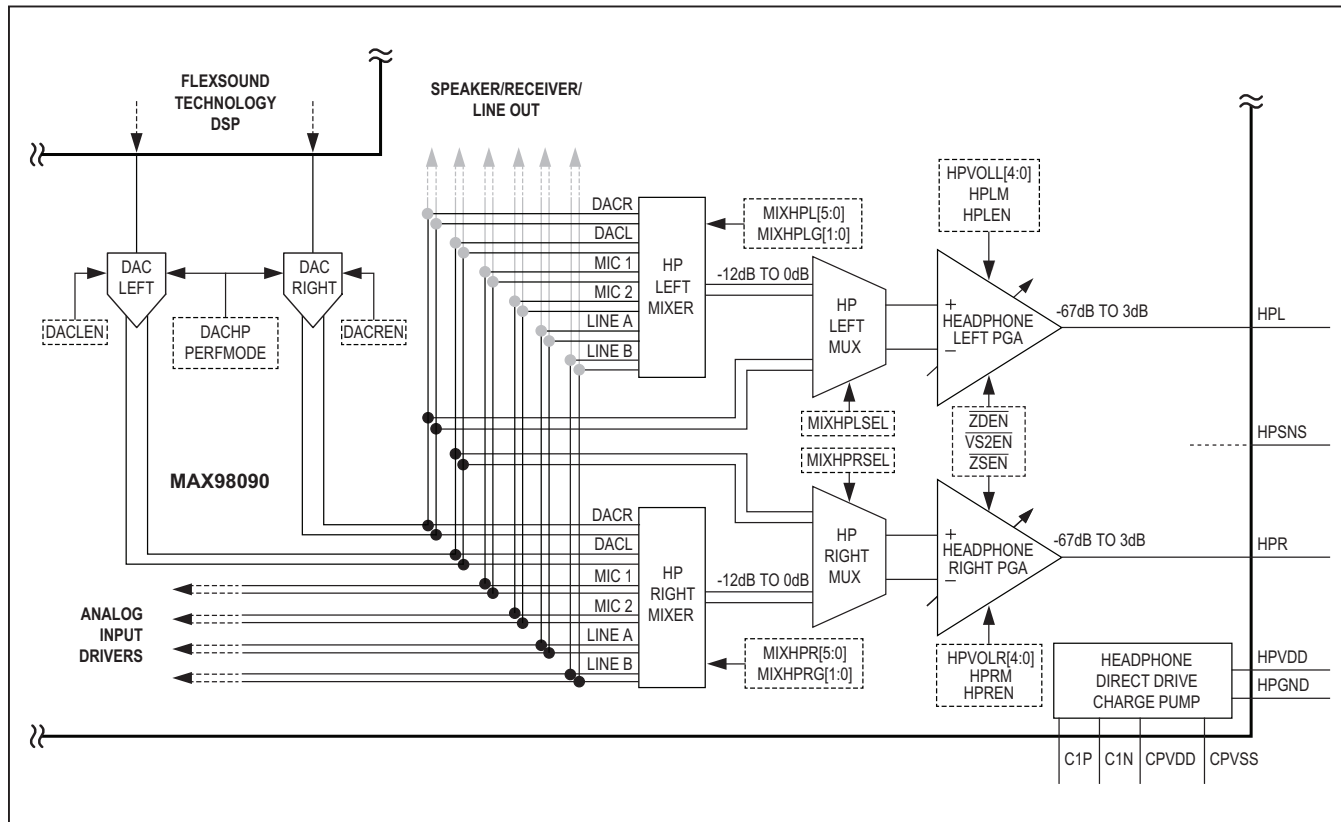 FLEXSOUND
TECHNOLOGY
DSP
SPEAKER/RECEIVER/
LINE OUT
DAC
LEFT
DAC
RIGHT
DACLEN
DACHP
PERFMODE
DACREN
MAX98090
ANALOG
INPUT
DRIVERS
DACR
DACL
MIC 1
MIC 2
LINE A
LINE B
HP
LEFT
MIXER
MIXHPL[5:0]
MIXHPLG[1:0]
-12dB TO 0dB
HP
LEFT
MUX
MIXHPLSEL
HPVOLL[4:0]
HPLM
HPLEN
+
HEADPHONE
LEFT PGA
−
-67dB TO 3dB
HPL
ZDEN
VS2EN
ZSEN
HPSNS
MIXHPRSEL
DACR
DACL
MIC 1
MIC 2
LINE A
LINE B
HP
RIGHT
MIXER
-12dB TO 0dB
MIXHPR[5:0]
MIXHPRG[1:0]
HP
RIGHT
MUX
+
HEADPHONE
RIGHT PGA
−
-67dB TO 3dB
HPR
HPVOLR[4:0]
HPRM
HPREN
HEADPHONE
DIRECT DRIVE
CHARGE PUMP
HPVDD
HPGND
C1P
C1N
CPVDD
CPVSS